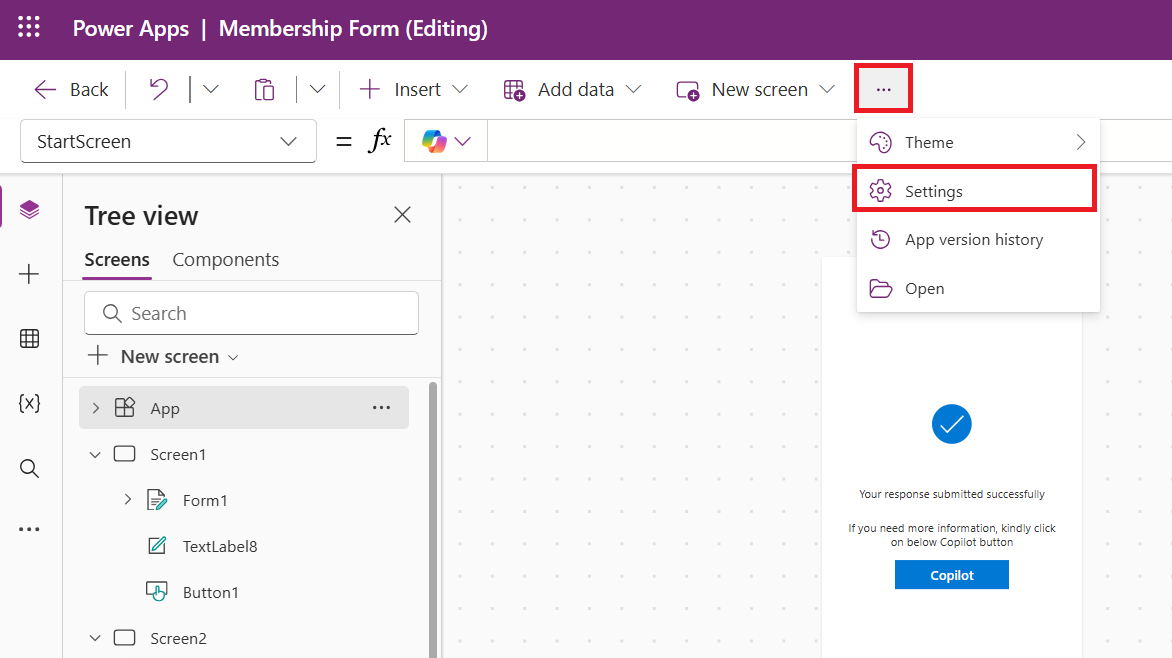 Power Apps | Membership Form (Editing)
Back Insert Add data New screen ...
StartScreen = fx
Theme
Settings
App version history
Open
Tree view
Screens Components
Search
New screen
App ...
Screen1
Form1
TextLabel8
Button1
Screen2
{x}
Your response submitted successfully
If you need more information, kindly click
on below Copilot button
Copilot